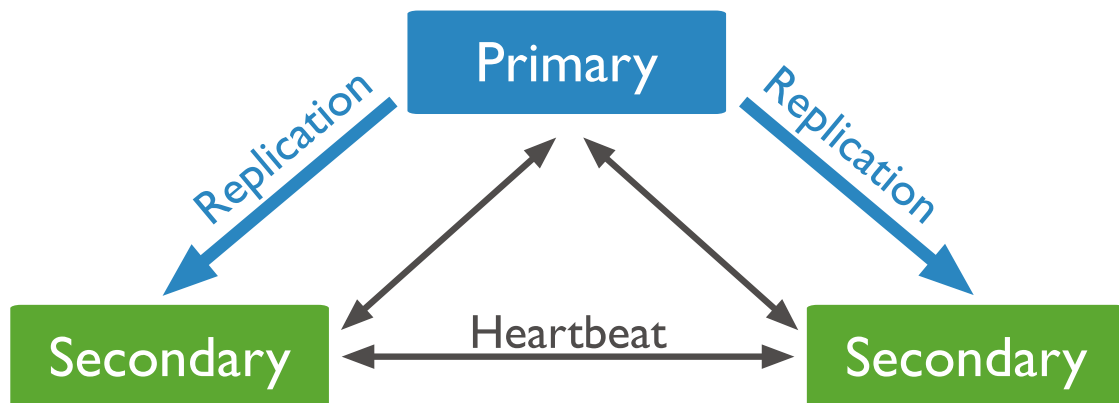 Primary
Replication
Replication
Heartbeat
Secondary
Secondary